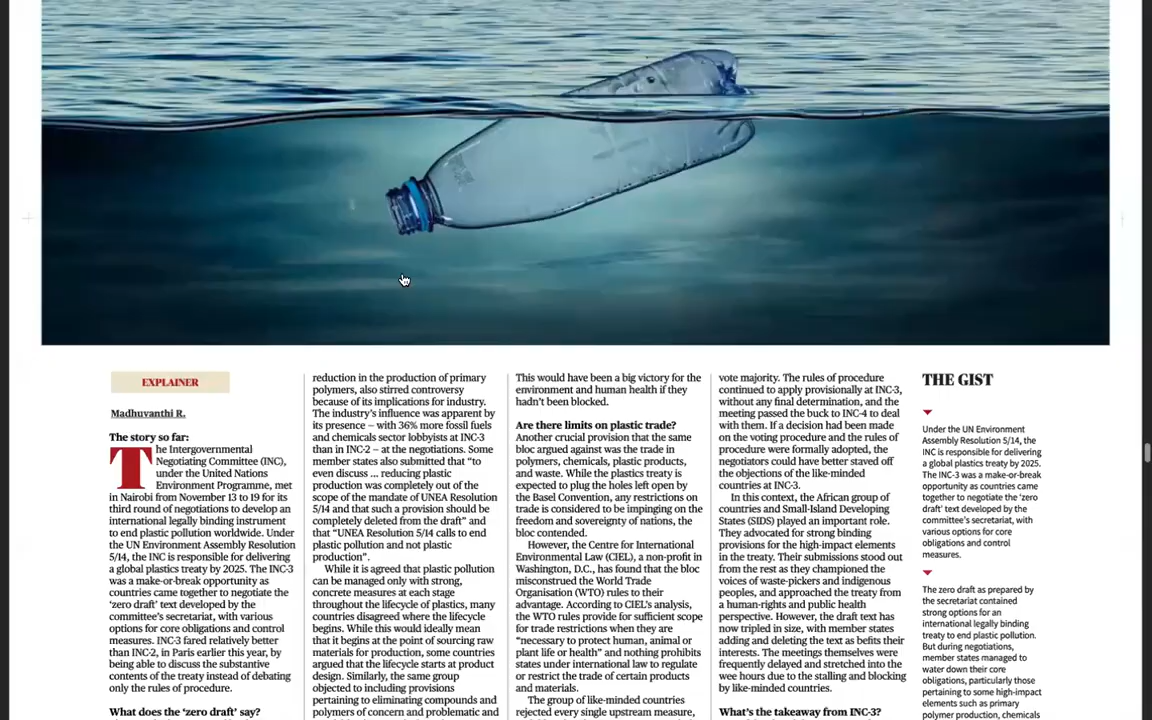 EXPLAINER
Madhuvanthi R.
The story so far:
The Intergovernmental
Negotiating Committee (INC),
under the United Nations
Environment Programme, met
in Nairobi from November 13 to 19 for its
third round of negotiations to develop an
international legally binding instrument
to end plastic pollution worldwide. Under
the UN Environment Assembly Resolution
5/14, the INC is responsible for delivering
a global plastics treaty by 2025. The INC-3
was a make-or-break opportunity as
countries came together to negotiate the
‘zero draft’ text developed by the
committee’s secretariat, with various
options for core obligations and control
measures. INC-3 fared relatively better
than INC-2, in Paris earlier this year, by
being able to discuss the substantive
contents of the treaty instead of debating
only the rules of procedure.
What does the ‘zero draft’ say?
reduction in the production of primary
polymers, also stirred controversy
because of its implications for industry.
The industry’s influence was apparent by
its presence – with 36% more fossil fuels
and chemicals sector lobbyists at INC-3
than in INC-2 – at the negotiations. Some
member states also submitted that “to
even discuss ... reducing plastic
production was completely out of the
scope of the mandate of UNEA Resolution
5/14 and that such a provision should be
completely deleted from the draft” and
that “UNEA Resolution 5/14 calls to end
plastic pollution and not plastic
production”.
While it is agreed that plastic pollution
can be managed only with strong,
concrete measures at each stage
throughout the lifecycle of plastics, many
countries disagreed where the lifecycle
begins. While this would ideally mean
that it begins at the point of sourcing raw
materials for production, some countries
argued that the lifecycle starts at product
design. Similarly, the same group
objected to including provisions
pertaining to eliminating compounds and
polymers of concern and problematic and
This would have been a big victory for the
environment and human health if they
hadn’t been blocked.
Are there limits on plastic trade?
Another crucial provision that the same
bloc argued against was the trade in
polymers, chemicals, plastic products,
and waste. While the plastics treaty is
expected to plug the holes left open by
the Basel Convention, any restrictions on
trade is considered to be impinging on the
freedom and sovereignty of nations, the
bloc contended.
However, the Centre for International
Environmental Law (CIEL), a non-profit in
Washington, D.C., has found that the bloc
misconstrued the World Trade
Organisation (WTO) rules to their
advantage. According to CIEL’s analysis,
the WTO rules provide for sufficient scope
for trade restrictions when they are
“necessary to protect human, animal or
plant life or health” and nothing prohibits
states under international law to regulate
or restrict the trade of certain products
and materials.
The group of like-minded countries
rejected every single upstream measure,
vote majority. The rules of procedure
continued to apply provisionally at INC-3,
without any final determination, and the
meeting passed the buck to INC-4 to deal
with them. If a decision had been made
on the voting procedure and the rules of
procedure were formally adopted, the
negotiators could have better staved off
the objections of the like-minded
countries at INC-3.
In this context, the African group of
countries and Small-Island Developing
States (SIDS) played an important role.
They advocated for strong binding
provisions for the high-impact elements
in the treaty. Their submissions stood out
from the rest as they championed the
voices of waste-pickers and indigenous
peoples, and approached the treaty from
a human-rights and public health
perspective. However, the draft text has
now tripled in size, with member states
adding and deleting the text as befits their
interests. The meetings themselves were
frequently delayed and stretched into the
wee hours due to the stalling and blocking
by like-minded countries.
What’s the takeaway from INC-3?
THE GIST
Under the UN Environment
Assembly Resolution 5/14, the
INC is responsible for delivering
a global plastics treaty by 2025.
The INC-3 was a make-or-break
opportunity as countries came
together to negotiate the ‘zero
draft’ text developed by the
committee’s secretariat, with
various options for core
obligations and control
measures.
The zero draft as prepared by
the secretariat contained
strong options for an
international legally binding
treaty to end plastic pollution.
But during negotiations,
member states managed to
water down their core
obligations, particularly those
pertaining to some high-impact
elements such as primary
polymer production, chemicals